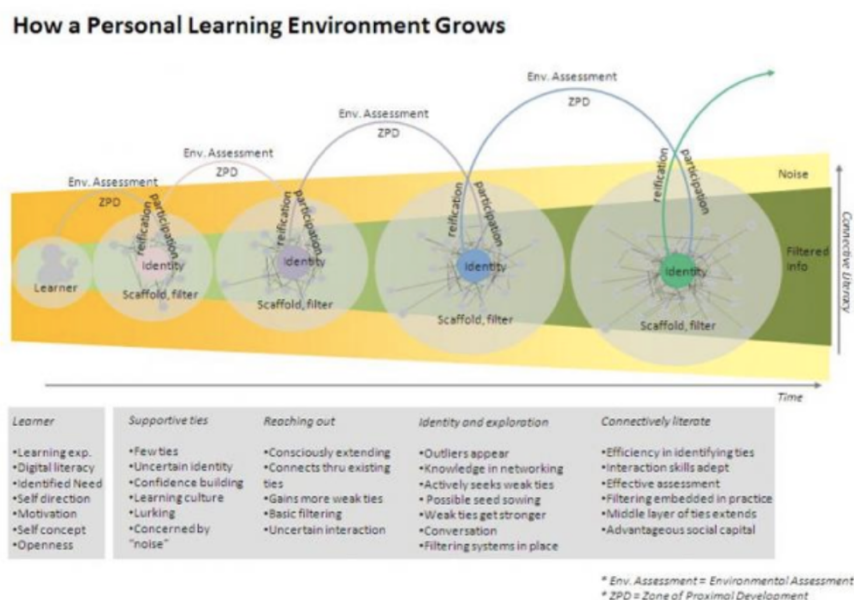 How a Personal Learning Environment Grows
Env. Assessment
ZPD
Env. Assessment
ZPD
Env. Assessment
ZPD
Env. Assessment
ZPD
reification
participation
reification
participation
reification
participation
reification
participation
Noise
Filtered
info
Connective Literacy
Learner
Identity
Scaffold, filter
Identity
Scaffold, filter
Identity
Scaffold, filter
Identity
Scaffold, filter
Time
Learner
•Learning exp.
•Digital literacy
•Identified Need
•Self direction
•Motivation
•Self concept
•Openness
Supportive ties
•Few ties
•Uncertain identity
•Confidence building
•Learning culture
•Lurking
•Concerned by
"noise"
Reaching out
•Consciously extending
•Connects thru existing
ties
•Gains more weak ties
•Basic filtering
•Uncertain interaction
Identity and exploration
•Outliers appear
•Knowledge in networking
•Actively seeks weak ties
• Possible seed sowing
•Weak ties get stronger
•Conversation
•Filtering systems in place
Connectively literate
•Efficiency in identifying ties
•Interaction skills adept
•Effective assessment
•Filtering embedded in practice
•Middle layer of ties extends
•Advantageous social capital
* Env. Assessment = Environmental Assessment
* ZPD = Zone of Proximal Development